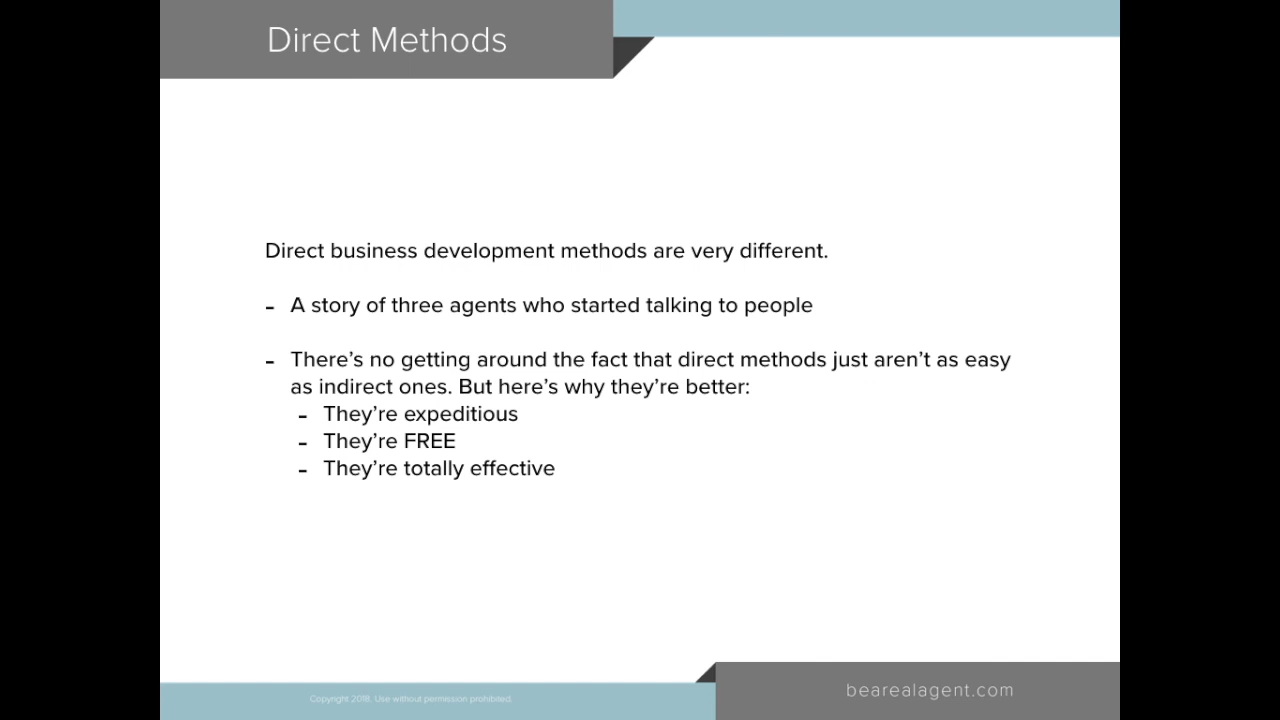 Direct Methods
Direct business development methods are very different.
- A story of three agents who started talking to people
- There’s no getting around the fact that direct methods just aren’t as easy
as indirect ones. But here’s why they’re better:
- They’re expeditious
- They’re FREE
- They’re totally effective
Copyright 2018. Use without permission prohibited.
bearealagent.com